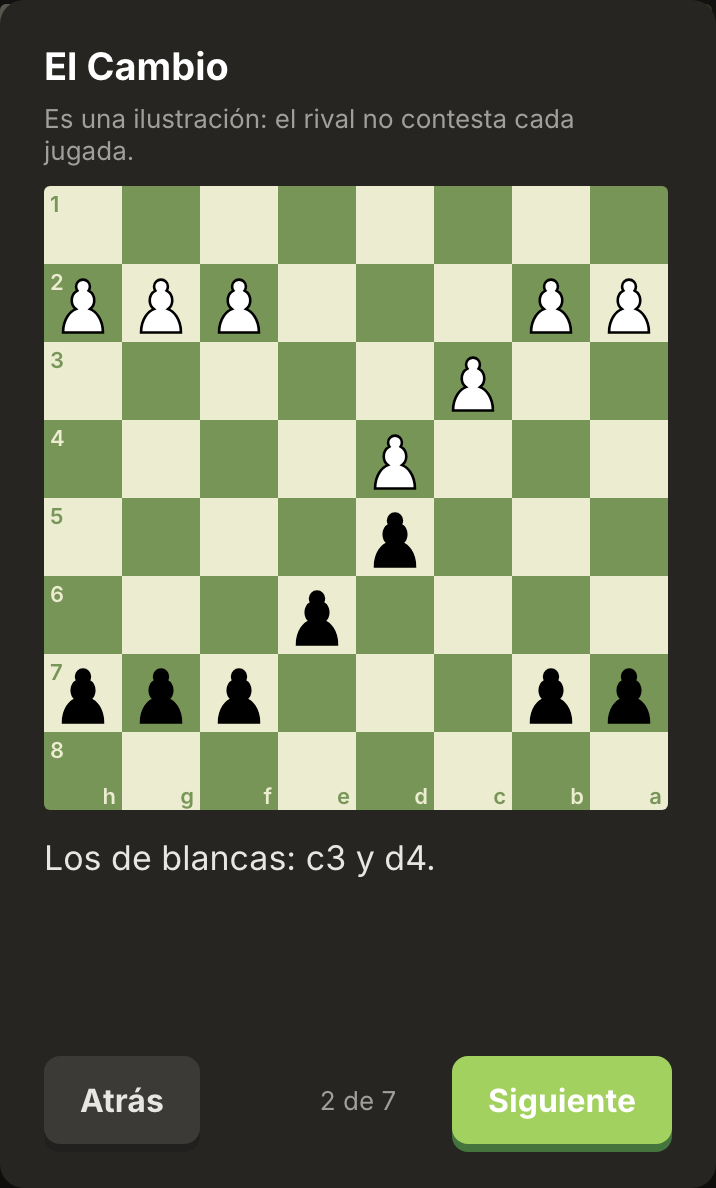 El Cambio
Es una ilustración: el rival no contesta cada
jugada.
1
2
3
4
5
6
7
8
h g f e d c b a
Los de blancas: c3 y d4.
Atrás
2 de 7
Siguiente